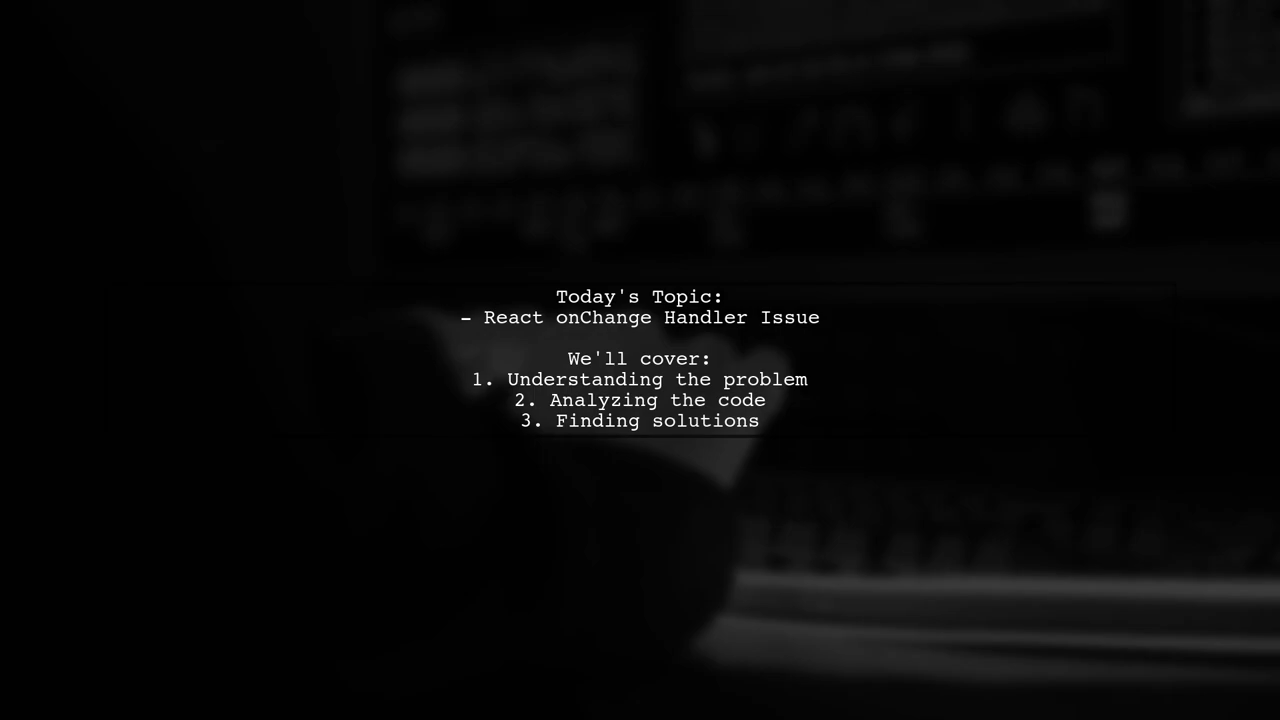 Today's Topic:
- React onChange Handler Issue
We'll cover:
1. Understanding the problem
2. Analyzing the code
3. Finding solutions